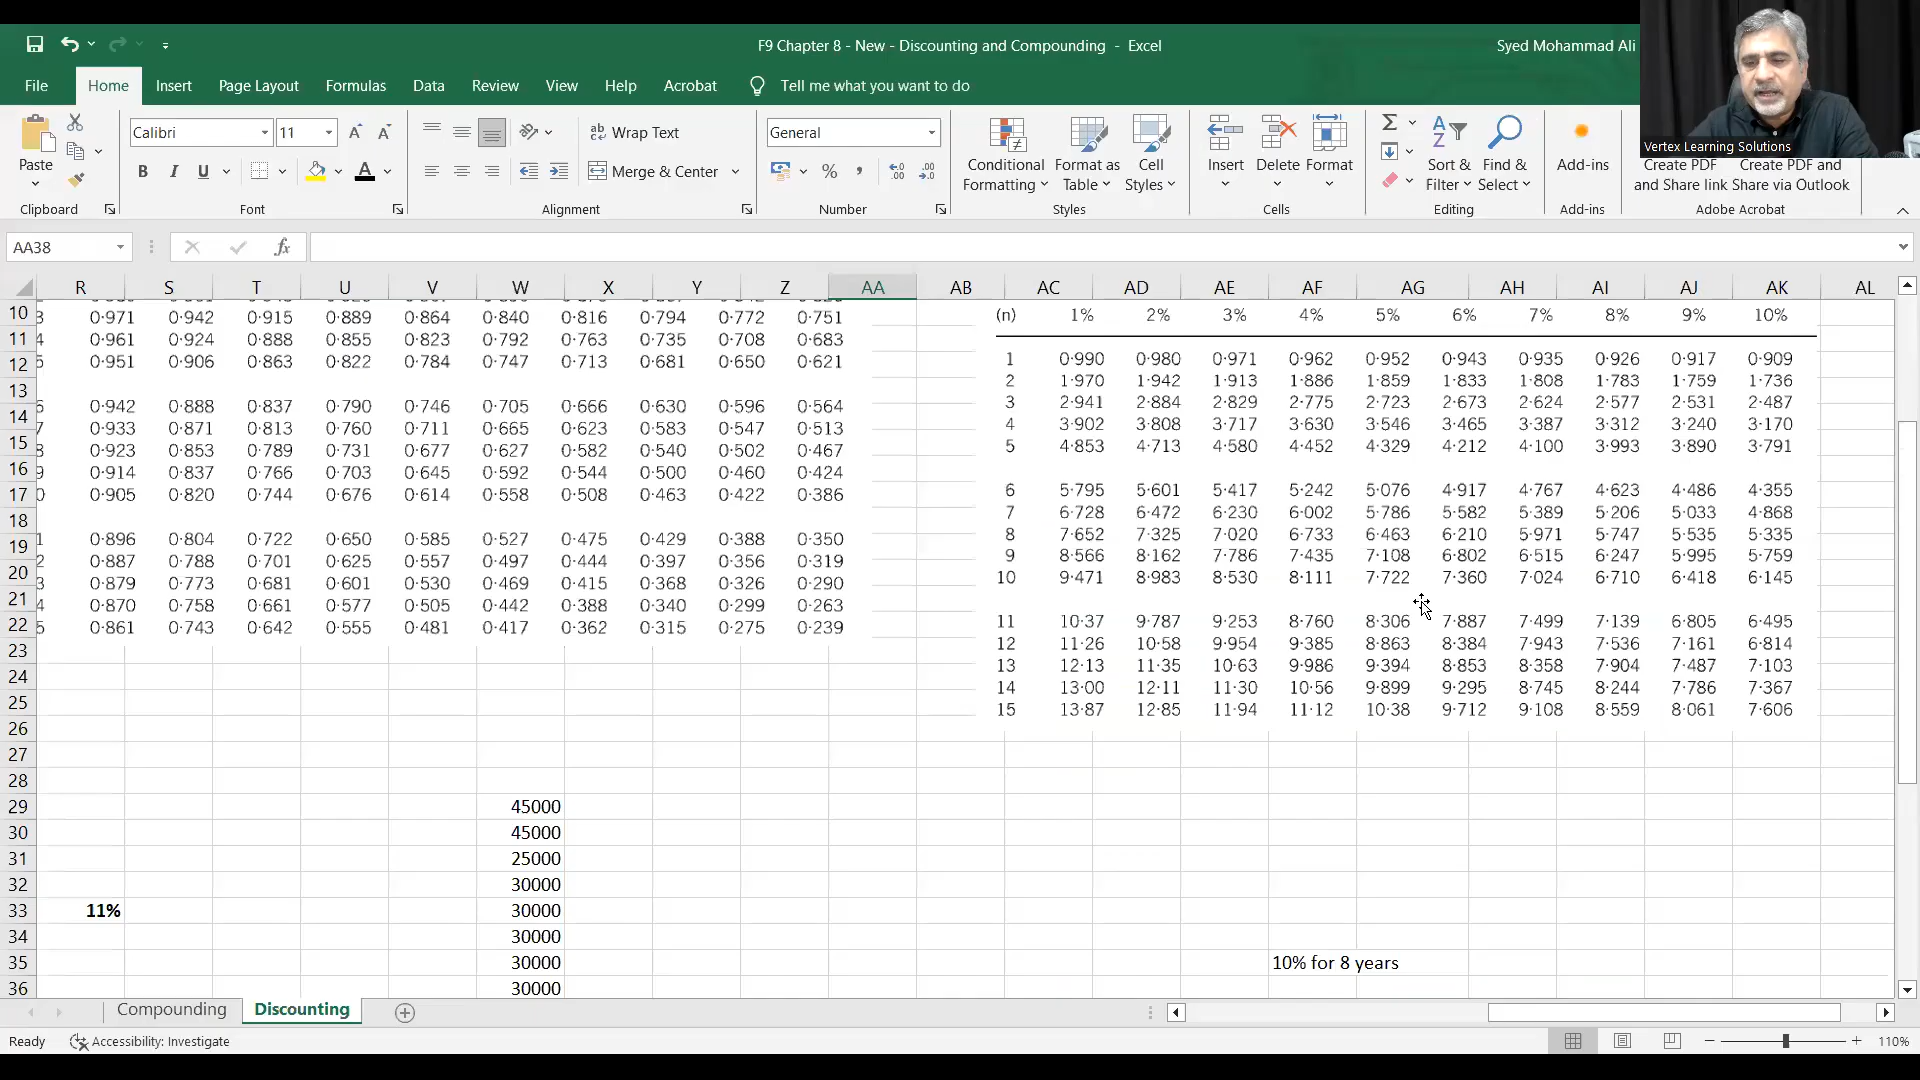 F9 Chapter 8 - New - Discounting and Compounding - Excel
Syed Mohammad Ali
File Home Insert Page Layout Formulas Data Review View Help Acrobat Tell me what you want to do
Calibri 11
Wrap Text
General
Paste
B I U
Merge & Center
% ,
Conditional Formatting
Format as Table
Cell Styles
Insert Delete Format
Sort & Filter
Find & Select
Add-ins
Vertex Learning Solutions
Create PDF and Share link
Create PDF and Share via Outlook
Clipboard Font Alignment Number Styles Cells Editing Add-ins Adobe Acrobat
AA38 fx
R S T U V W X Y Z AA AB AC AD AE AF AG AH AI AJ AK AL
10
11
12
13
14
15
16
17
18
19
20
21
22
23
24
25
26
27
28
29
30
31
32
33
34
35
36
0·971 0·942 0·915 0·889 0·864 0·840 0·816 0·794 0·772 0·751
0·961 0·924 0·888 0·855 0·823 0·792 0·763 0·735 0·708 0·683
0·951 0·906 0·863 0·822 0·784 0·747 0·713 0·681 0·650 0·621
0·942 0·888 0·837 0·790 0·746 0·705 0·666 0·630 0·596 0·564
0·933 0·871 0·813 0·760 0·711 0·665 0·623 0·583 0·547 0·513
0·923 0·853 0·789 0·731 0·677 0·627 0·582 0·540 0·502 0·467
0·914 0·837 0·766 0·703 0·645 0·592 0·544 0·500 0·460 0·424
0·905 0·820 0·744 0·676 0·614 0·558 0·508 0·463 0·422 0·386
0·896 0·804 0·722 0·650 0·585 0·527 0·475 0·429 0·388 0·350
0·887 0·788 0·701 0·625 0·557 0·497 0·444 0·397 0·356 0·319
0·879 0·773 0·681 0·601 0·530 0·469 0·415 0·368 0·326 0·290
0·870 0·758 0·661 0·577 0·505 0·442 0·388 0·340 0·299 0·263
0·861 0·743 0·642 0·555 0·481 0·417 0·362 0·315 0·275 0·239
(n) 1% 2% 3% 4% 5% 6% 7% 8% 9% 10%
1 0·990 0·980 0·971 0·962 0·952 0·943 0·935 0·926 0·917 0·909
2 1·970 1·942 1·913 1·886 1·859 1·833 1·808 1·783 1·759 1·736
3 2·941 2·884 2·829 2·775 2·723 2·673 2·624 2·577 2·531 2·487
4 3·902 3·808 3·717 3·630 3·546 3·465 3·387 3·312 3·240 3·170
5 4·853 4·713 4·580 4·452 4·329 4·212 4·100 3·993 3·890 3·791
6 5·795 5·601 5·417 5·242 5·076 4·917 4·767 4·623 4·486 4·355
7 6·728 6·472 6·230 6·002 5·786 5·582 5·389 5·206 5·033 4·868
8 7·652 7·325 7·020 6·733 6·463 6·210 5·971 5·747 5·535 5·335
9 8·566 8·162 7·786 7·435 7·108 6·802 6·515 6·247 5·995 5·759
10 9·471 8·983 8·530 8·111 7·722 7·360 7·024 6·710 6·418 6·145
11 10·37 9·787 9·253 8·760 8·306 7·887 7·499 7·139 6·805 6·495
12 11·26 10·58 9·954 9·385 8·863 8·384 7·943 7·536 7·161 6·814
13 12·13 11·35 10·63 9·986 9·394 8·853 8·358 7·904 7·487 7·103
14 13·00 12·11 11·30 10·56 9·899 9·295 8·745 8·244 7·786 7·367
15 13·87 12·85 11·94 11·12 10·38 9·712 9·108 8·559 8·061 7·606
45000
45000
25000
30000
11% 30000
30000
30000 10% for 8 years
30000
Compounding Discounting
Ready Accessibility: Investigate 110%